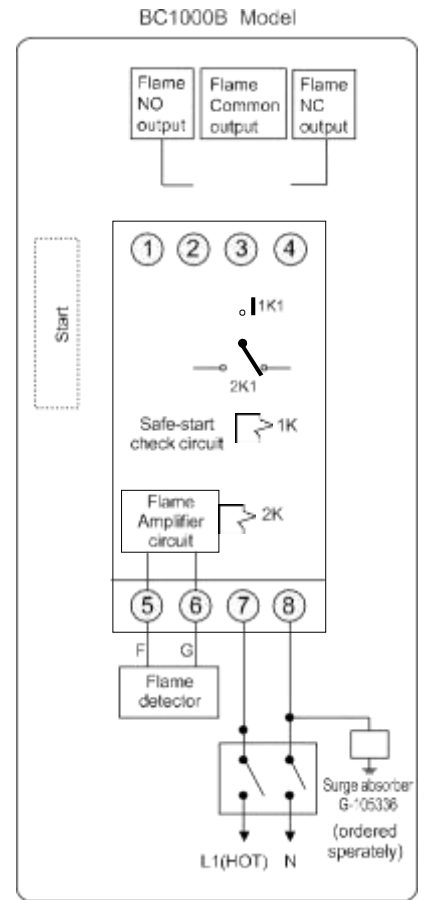 BC1000B Model
Flame
NO
output
Flame
Common
output
Flame
NC
output
1 2 3 4
Start
1K1
2K1
Safe-start
check circuit
1K
Flame
Amplifier
circuit
2K
5 6 7 8
F G
Flame
detector
Surge absorber
G-105336
(ordered
sperately)
L1(HOT) N